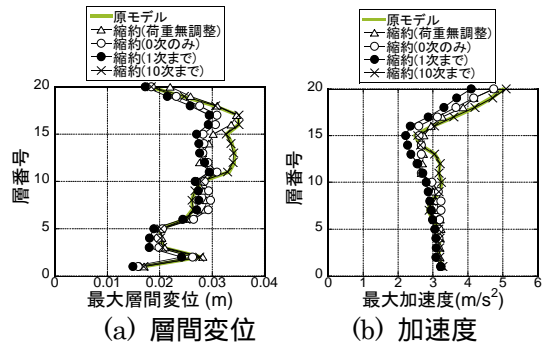 原モデル
縮約(荷重無調整)
縮約(0次のみ)
縮約(1次まで)
縮約(10次まで)
20
15
10
5
0
層番号
0
0.01
0.02
0.03
0.04
最大層間変位 (m)
(a) 層間変位
原モデル
縮約(荷重無調整)
縮約(0次のみ)
縮約(1次まで)
縮約(10次まで)
20
15
10
5
0
層番号
0
1
2
3
4
5
6
最大加速度(m/s²)
(b) 加速度